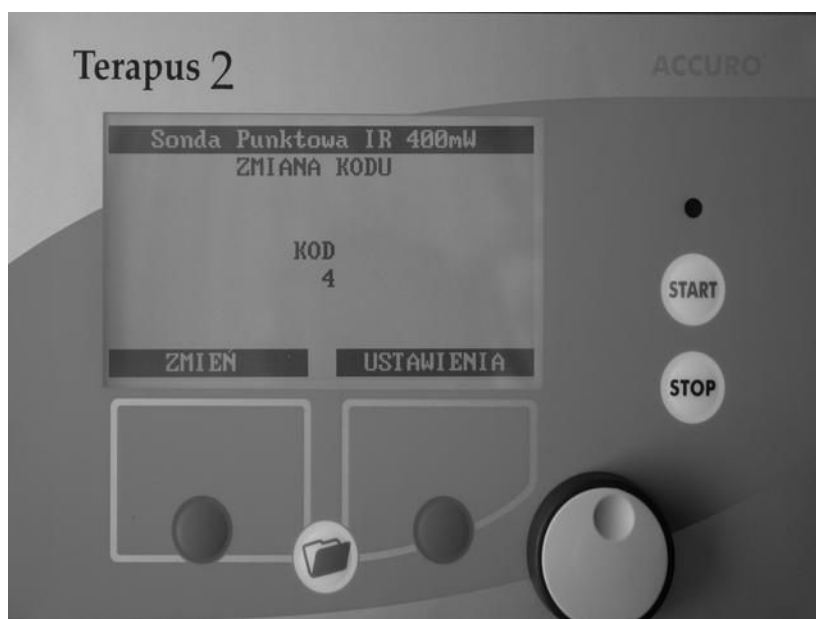 Terapus 2
ACCURO
Sonda Punktowa IR 400mW
ZMIANA KODU
KOD
4
ZMIEŃ
USTAWIENIA
START
STOP